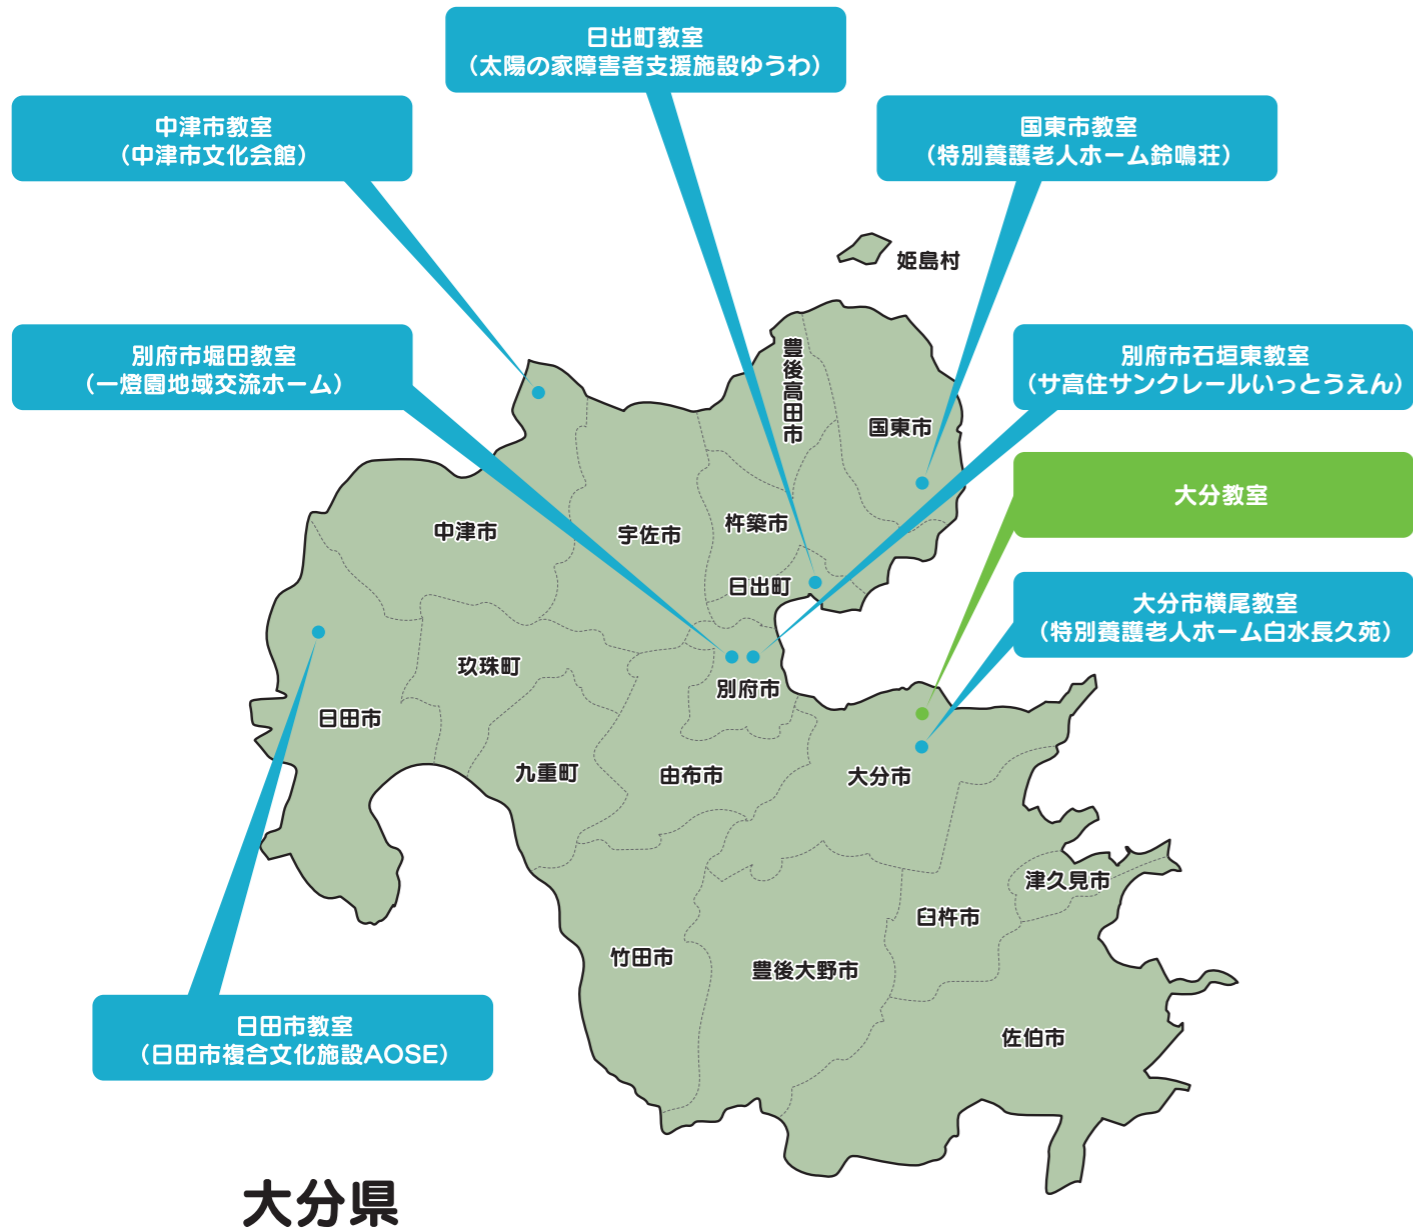 日出町教室
（太陽の家障害者支援施設ゆうわ）
中津市教室
（中津市文化会館）
国東市教室
（特別養護老人ホーム鈴鳴荘）
姫島村
別府市堀田教室
（一燈園地域交流ホーム）
別府市石垣東教室
（サ高住サンクレールいっとうえん）
豊後高田市
国東市
大分教室
中津市
宇佐市
杵築市
日出町
大分市横尾教室
（特別養護老人ホーム白水長久苑）
玖珠町
別府市
日田市
九重町
由布市
大分市
津久見市
臼杵市
竹田市
豊後大野市
佐伯市
日田市教室
（日田市複合文化施設AOSE）
大分県